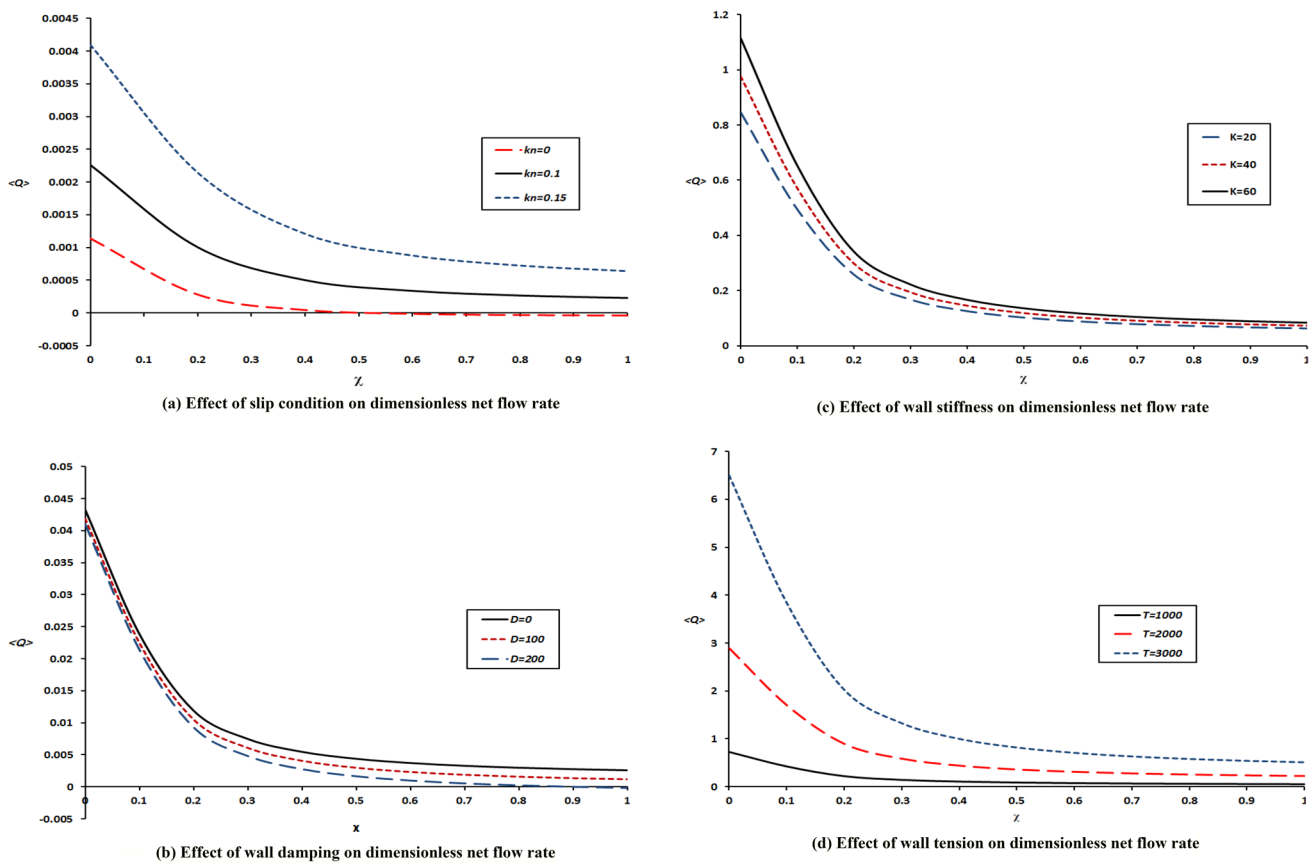 0.0045
0.004
0.0035
0.003
0.0025
0.002
0.0015
0.001
0.0005
0
-0.0005
<Q>
kn=0
kn=0.1
kn=0.15
0 0.1 0.2 0.3 0.4 0.5 0.6 0.7 0.8 0.9 1
χ
(a) Effect of slip condition on dimensionless net flow rate
1.2
1
0.8
0.6
0.4
0.2
0
<Q>
K=20
K=40
K=60
0 0.1 0.2 0.3 0.4 0.5 0.6 0.7 0.8 0.9 1
χ
(c) Effect of wall stiffness on dimensionless net flow rate
0.05
0.045
0.04
0.035
0.03
0.025
0.02
0.015
0.01
0.005
0
-0.005
<Q>
D=0
D=100
D=200
0 0.1 0.2 0.3 0.4 0.5 0.6 0.7 0.8 0.9 1
x
(b) Effect of wall damping on dimensionless net flow rate
7
6
5
4
3
2
1
0
<Q>
T=1000
T=2000
T=3000
0 0.1 0.2 0.3 0.4 0.5 0.6 0.7 0.8 0.9 1
χ
(d) Effect of wall tension on dimensionless net flow rate